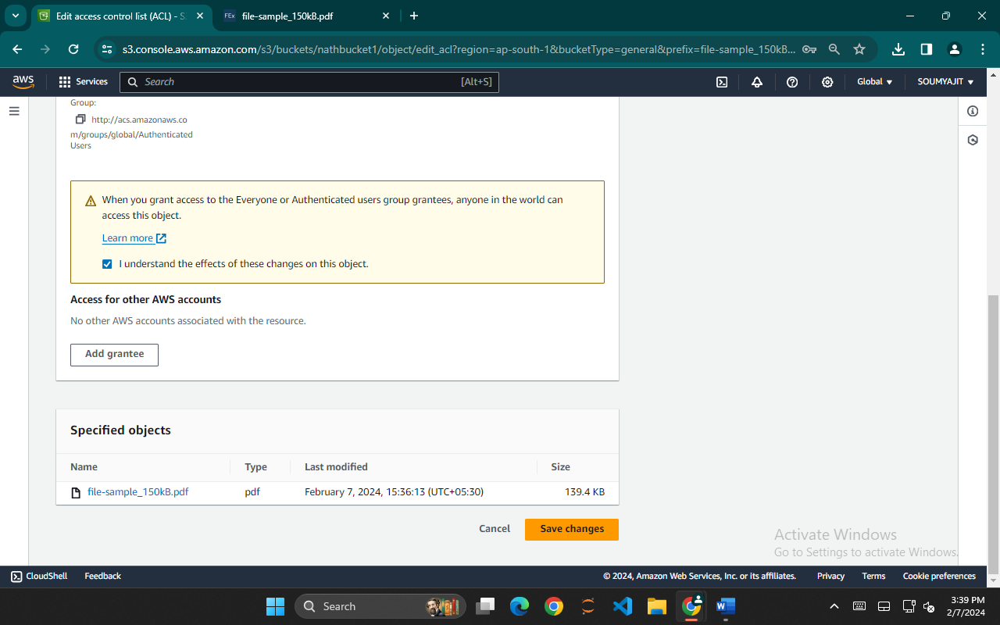 Edit access control list (ACL) - S
file-sample_150kB.pdf
s3.console.aws.amazon.com/s3/buckets/nathbucket1/object/edit_acl?region=ap-south-1&bucketType=general&prefix=file-sample_150kB...
aws
Services
Search
[Alt+S]
Global
SOUMYAJIT
Group:
http://acs.amazonaws.co
m/groups/global/Authenticated
Users
When you grant access to the Everyone or Authenticated users group grantees, anyone in the world can
access this object.
Learn more
I understand the effects of these changes on this object.
Access for other AWS accounts
No other AWS accounts associated with the resource.
Add grantee
Specified objects
Name Type Last modified Size
file-sample_150kB.pdf pdf February 7, 2024, 15:36:13 (UTC+05:30) 139.4 KB
Cancel Save changes
Activate Windows
Go to Settings to activate Windows.
CloudShell Feedback © 2024, Amazon Web Services, Inc. or its affiliates. Privacy Terms Cookie preferences
Search
3:39 PM
2/7/2024